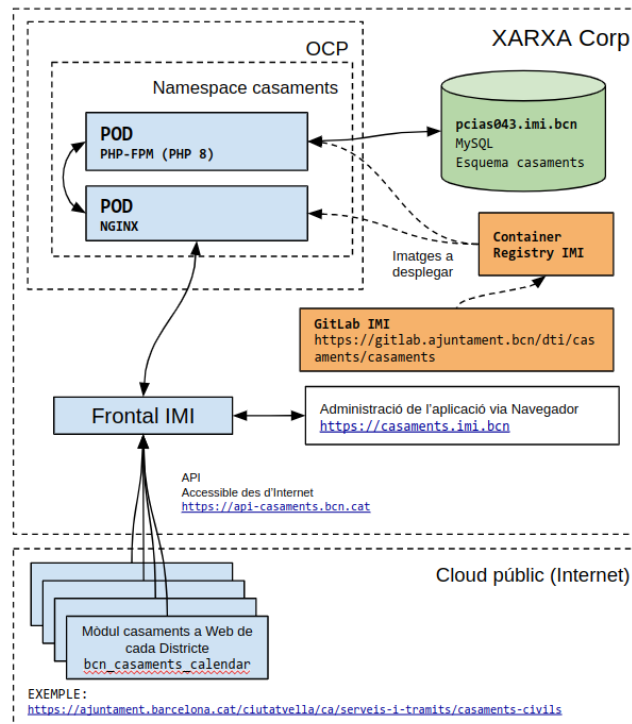 XARXA Corp
OCP
Namespace casaments
POD
PHP-FPM (PHP 8)
POD
NGINX
pcias043.imi.bcn
MySQL
Esquema casaments
Container
Registry IMI
Imatges a
desplegar
GitLab IMI
https://gitlab.ajuntament.bcn/dti/cas
aments/casaments
Frontal IMI
Administració de l'aplicació via Navegador
https://casaments.imi.bcn
API
Accessible des d'Internet
https://api-casaments.bcn.cat
Cloud públic (Internet)
Mòdul casaments a Web de
cada Districte
bcn_casaments_calendar
EXEMPLE:
https://ajuntament.barcelona.cat/ciutatvella/ca/serveis-i-tramits/casaments-civils